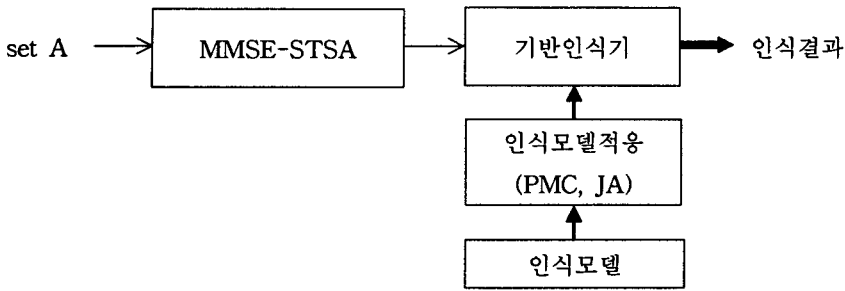 set A
MMSE-STSA
기반인식기
인식결과
인식모델적응
(PMC, JA)
인식모델